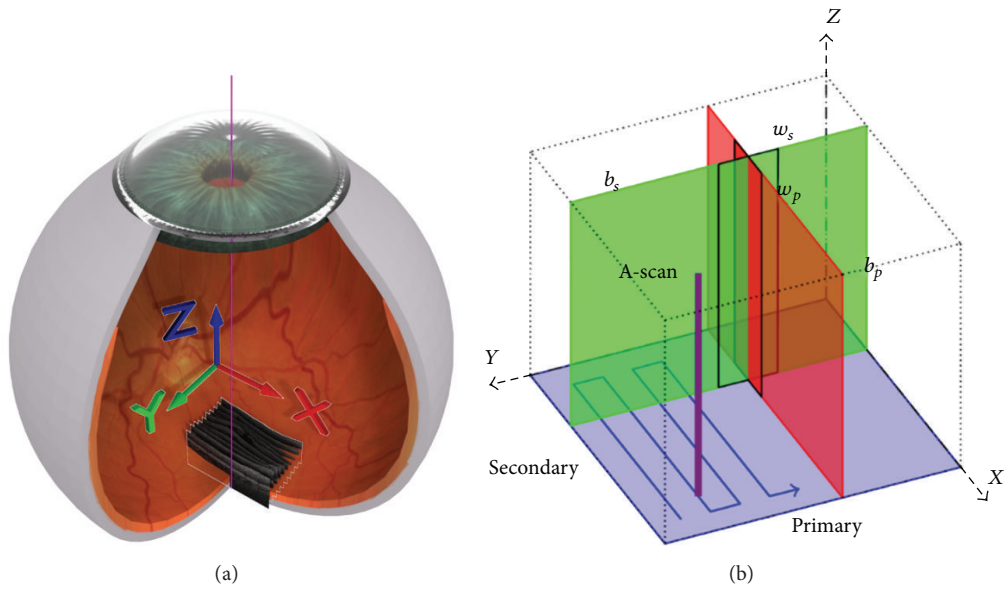 Z
Y
X
(a)
Z
w_s
b_s
w_p
A-scan
b_p
Y
Secondary
X
Primary
(b)